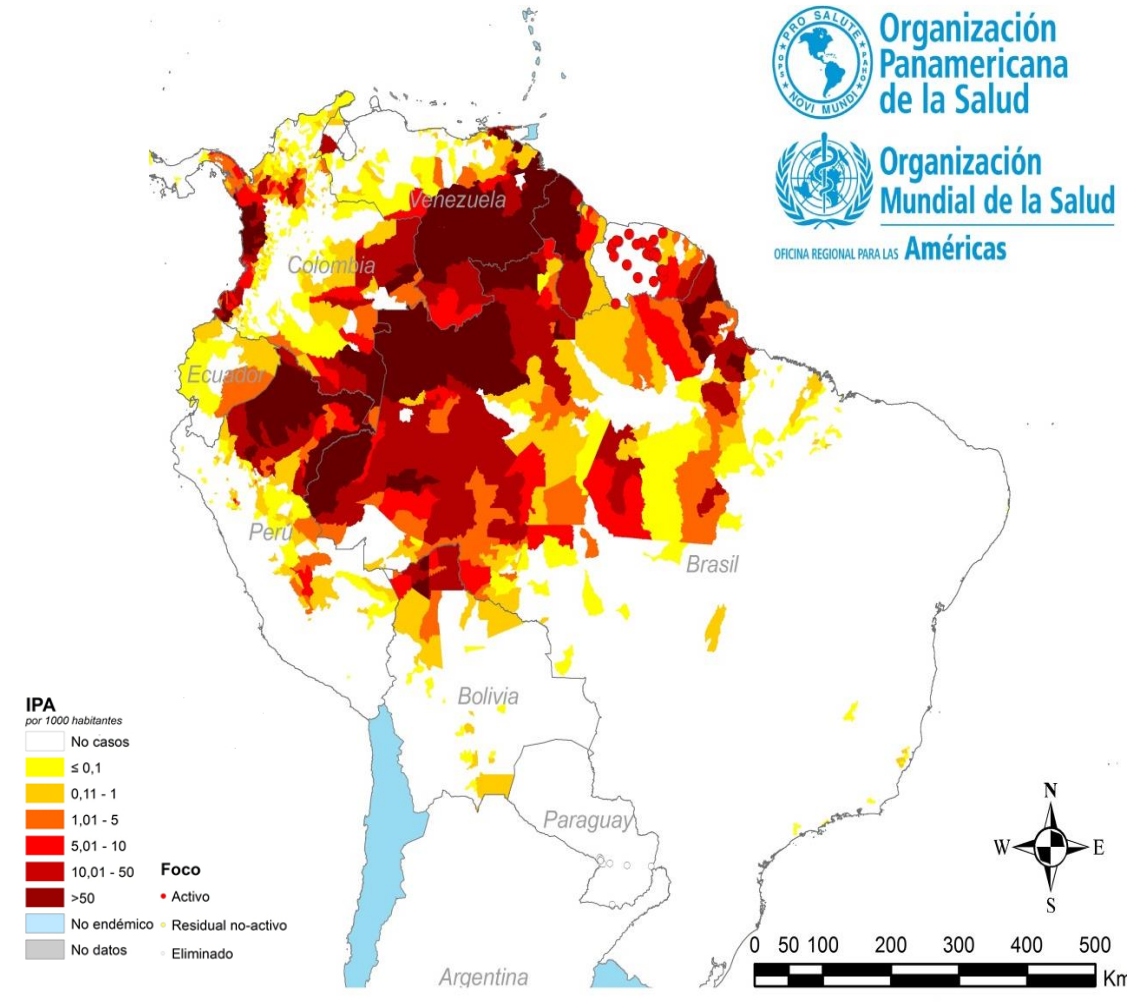 PRO SALUTE
NOVI MUNDI
OPS
PAHO
Organización
Panamericana
de la Salud
Organización
Mundial de la Salud
OFICINA REGIONAL PARA LAS Américas
Venezuela
Colombia
Ecuador
Perú
Brasil
Bolivia
Paraguay
Argentina
IPA
por 1000 habitantes
No casos
≤ 0,1
0,11 - 1
1,01 - 5
5,01 - 10
10,01 - 50
>50
No endémico
No datos
Foco
Activo
Residual no-activo
Eliminado
N
W
E
S
0 50 100 200 300 400 500
Km